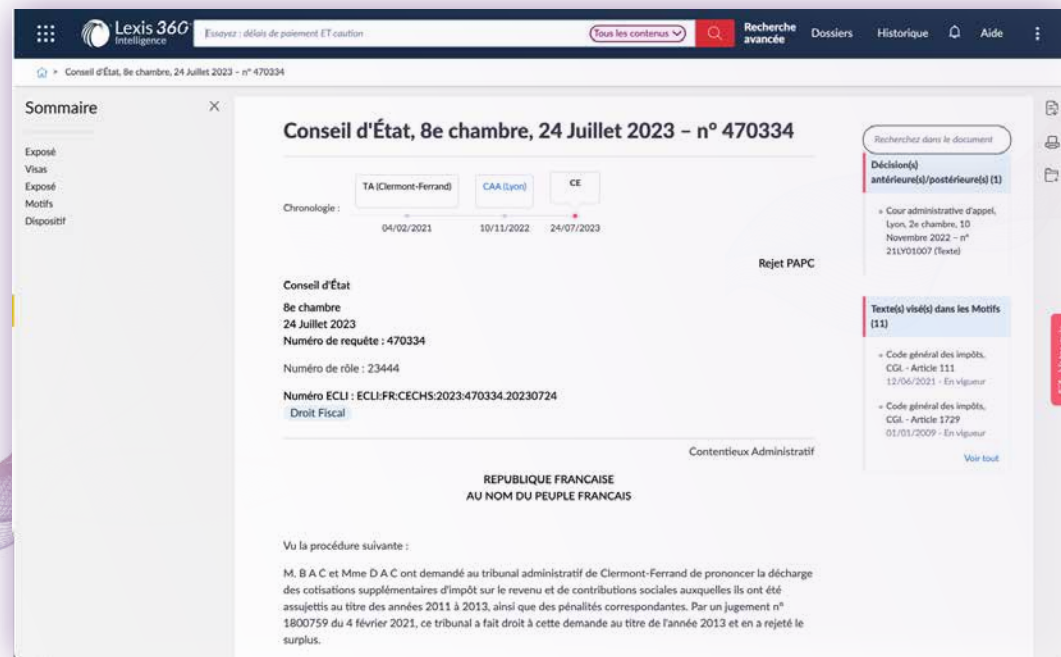 Lexis 360
Intelligence
Essayez : délais de paiement ET caution
Tous les contenus
Recherche
avancée
Dossiers
Historique
Aide
> Conseil d'État, 8e chambre, 24 Juillet 2023 – n° 470334
Sommaire
Exposé
Visas
Exposé
Motifs
Dispositif
Conseil d'État, 8e chambre, 24 Juillet 2023 – n° 470334
Chronologie :
TA (Clermont-Ferrand)
CAA (Lyon)
CE
04/02/2021
10/11/2022
24/07/2023
Rejet PAPC
Conseil d'État
8e chambre
24 Juillet 2023
Numéro de requête : 470334
Numéro de rôle : 23444
Numéro ECLI : ECLI:FR:CECHS:2023:470334.20230724
Droit Fiscal
Contentieux Administratif
REPUBLIQUE FRANCAISE
AU NOM DU PEUPLE FRANCAIS
Vu la procédure suivante :
M. B A C et Mme D A C ont demandé au tribunal administratif de Clermont-Ferrand de prononcer la décharge
des cotisations supplémentaires d'impôt sur le revenu et de contributions sociales auxquelles ils ont été
assujettis au titre des années 2011 à 2013, ainsi que des pénalités correspondantes. Par un jugement n°
1800759 du 4 février 2021, ce tribunal a fait droit à cette demande au titre de l'année 2013 et en a rejeté le
surplus.
Recherchez dans le document
Décision(s)
antérieure(s)/postérieure(s) (1)
Cour administrative d'appel,
Lyon, 2e chambre, 10
Novembre 2022 – n°
21LY01007 (Texte)
Texte(s) visé(s) dans les Motifs
(11)
Code général des impôts,
CGI. - Article 111
12/06/2021 - En vigueur
Code général des impôts,
CGI. - Article 1729
01/01/2009 - En vigueur
Voir tout